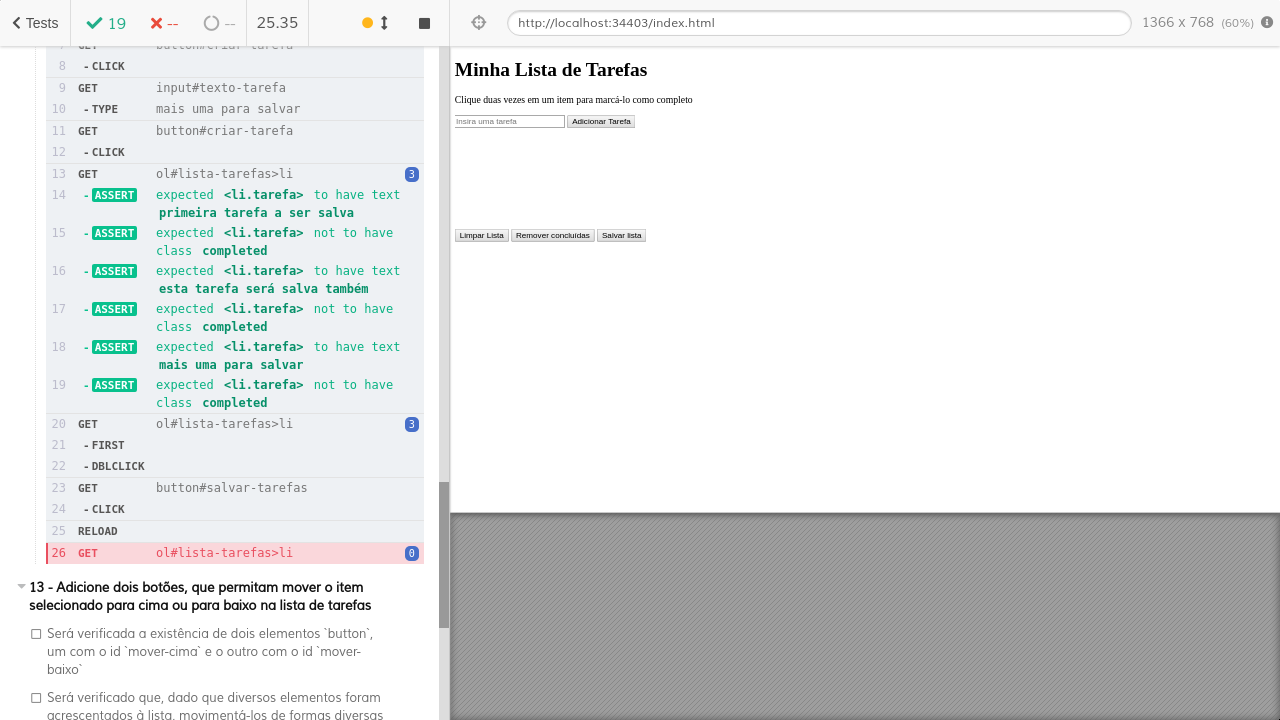 Tests 19 -- -- 25.35
7 GET button#criar-tarefa
8 - CLICK
9 GET input#texto-tarefa
10 - TYPE mais uma para salvar
11 GET button#criar-tarefa
12 - CLICK
13 GET ol#lista-tarefas>li 3
14 - ASSERT expected <li.tarefa> to have text
primeira tarefa a ser salva
15 - ASSERT expected <li.tarefa> not to have
class completed
16 - ASSERT expected <li.tarefa> to have text
esta tarefa será salva também
17 - ASSERT expected <li.tarefa> not to have
class completed
18 - ASSERT expected <li.tarefa> to have text
mais uma para salvar
19 - ASSERT expected <li.tarefa> not to have
class completed
20 GET ol#lista-tarefas>li 3
21 - FIRST
22 - DBLCLICK
23 GET button#salvar-tarefas
24 - CLICK
25 RELOAD
26 GET ol#lista-tarefas>li 0
13 - Adicione dois botões, que permitam mover o item
selecionado para cima ou para baixo na lista de tarefas
Será verificada a existência de dois elementos `button`,
um com o id `mover-cima` e o outro com o id `mover-
baixo`
Será verificado que, dado que diversos elementos foram
acrescentados à lista, movimentá-los de formas diversas
http://localhost:34403/index.html 1366 x 768 (60%)
Minha Lista de Tarefas
Clique duas vezes em um item para marcá-lo como completo
Insira uma tarefa Adicionar Tarefa
Limpar Lista Remover concluídas Salvar lista